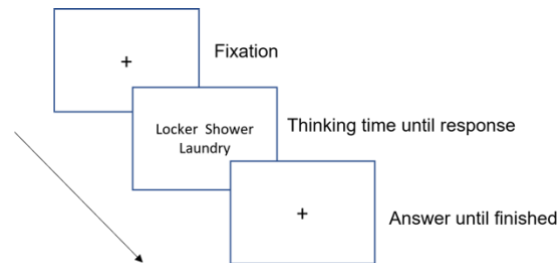 +
Fixation
Locker Shower
Laundry
Thinking time until response
+
Answer until finished